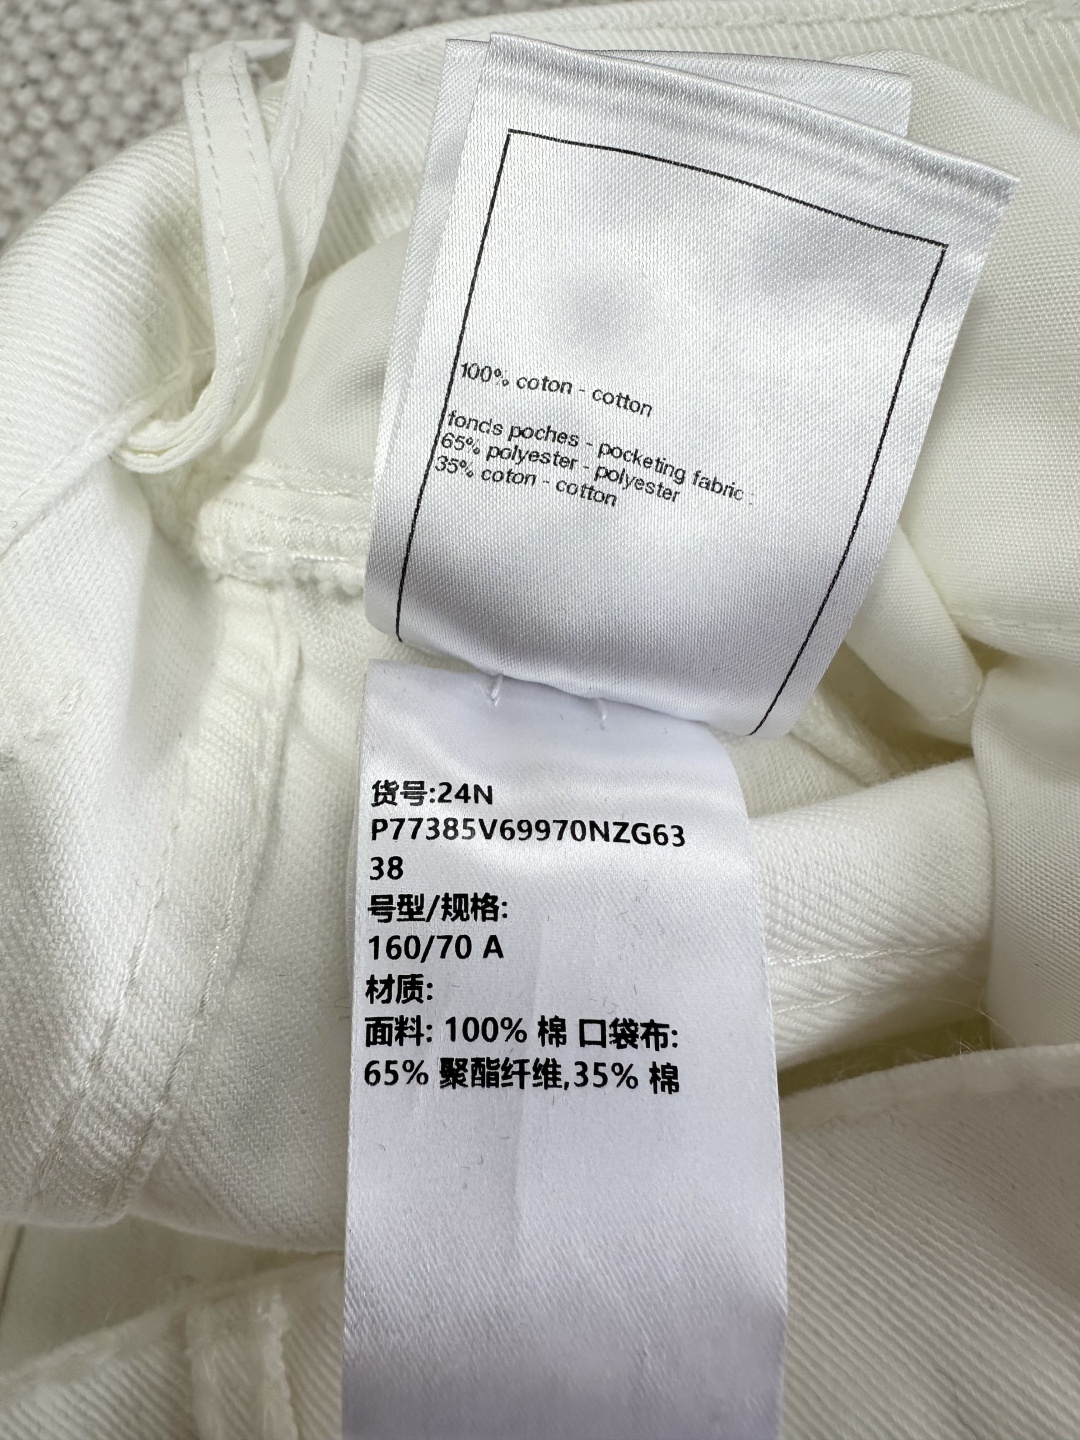 100% coton - cotton
fonds poches - pocketing fabric :
65% polyester - polyester
35% coton - cotton
货号:24N
P77385V69970NZG63
38
号型/规格:
160/70 A
材质:
面料: 100% 棉 口袋布:
65% 聚酯纤维,35% 棉